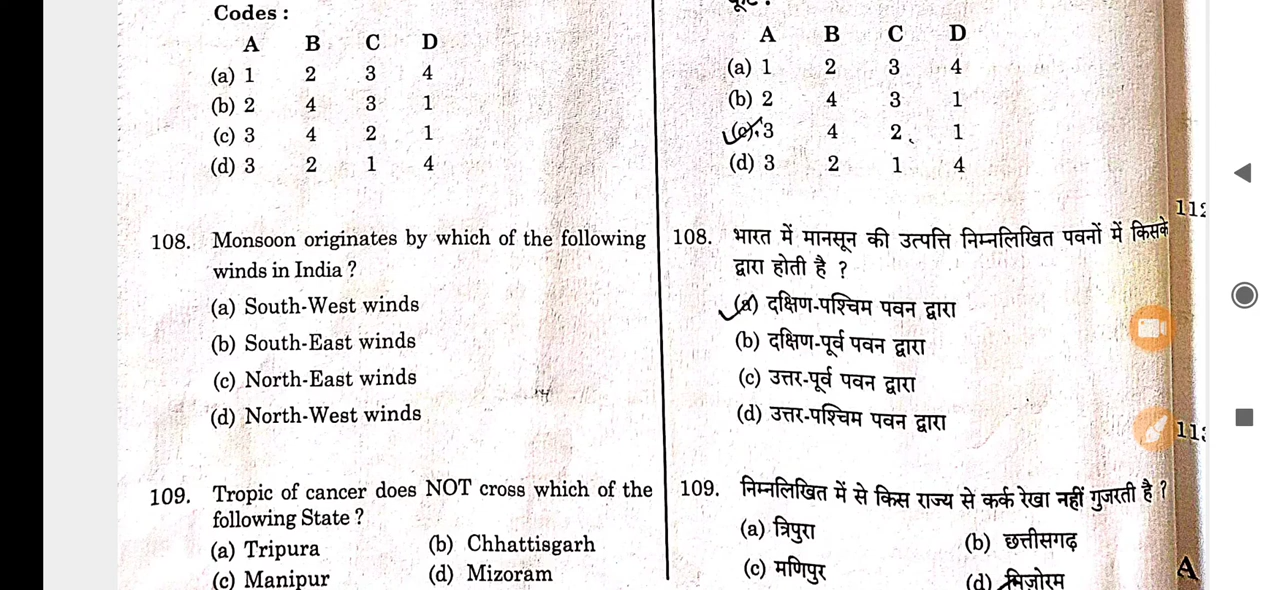 Codes :
A B C D
(a) 1 2 3 4
(b) 2 4 3 1
(c) 3 4 2 1
(d) 3 2 1 4
108. Monsoon originates by which of the following
winds in India ?
(a) South-West winds
(b) South-East winds
(c) North-East winds
(d) North-West winds
109. Tropic of cancer does NOT cross which of the
following State ?
(a) Tripura (b) Chhattisgarh
(c) Manipur (d) Mizoram
A B C D
(a) 1 2 3 4
(b) 2 4 3 1
(c) 3 4 2 1
(d) 3 2 1 4
108. भारत में मानसून की उत्पत्ति निम्नलिखित पवनों में किसके
द्वारा होती है ?
(a) दक्षिण-पश्चिम पवन द्वारा
(b) दक्षिण-पूर्व पवन द्वारा
(c) उत्तर-पूर्व पवन द्वारा
(d) उत्तर-पश्चिम पवन द्वारा
109. निम्नलिखित में से किस राज्य से कर्क रेखा नहीं गुजरती है ?
(a) त्रिपुरा (b) छत्तीसगढ़
(c) मणिपुर (d) मिज़ोरम
A